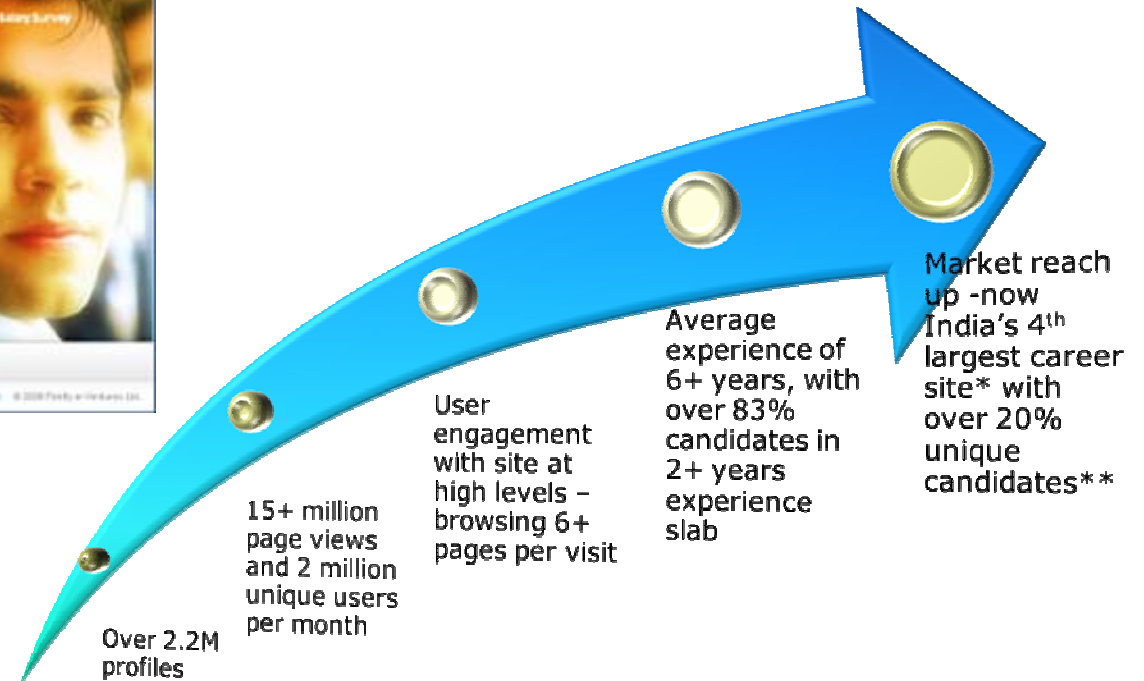 Salary Survey
Over 2.2M
profiles
15+ million
page views
and 2 million
unique users
per month
User
engagement
with site at
high levels –
browsing 6+
pages per visit
Average
experience of
6+ years, with
over 83%
candidates in
2+ years
experience
slab
Market reach
up -now
India's 4th
largest career
site* with
over 20%
unique
candidates**